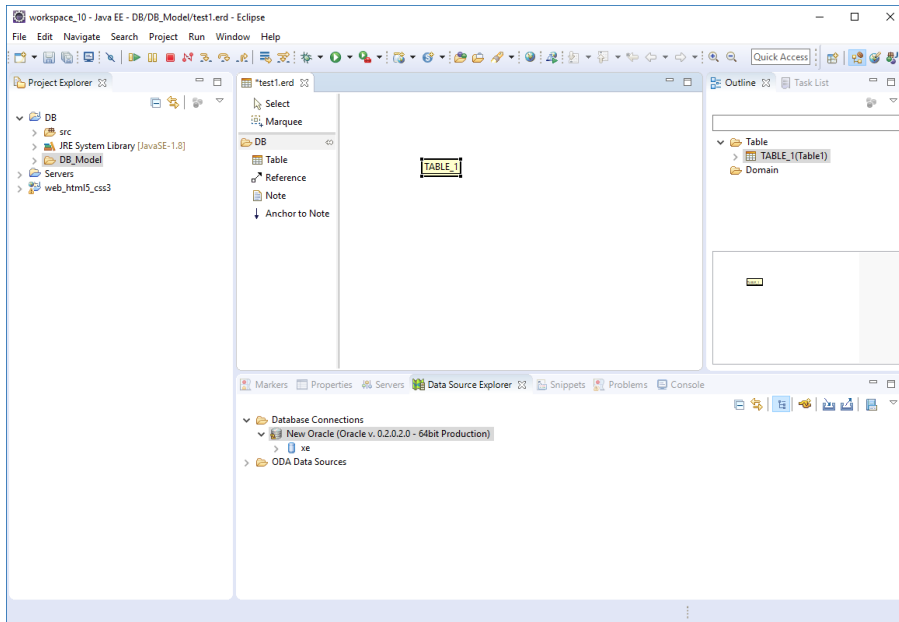 workspace_10 - Java EE - DB/DB_Model/test1.erd - Eclipse
File Edit Navigate Search Project Run Window Help
Quick Access
Project Explorer
DB
src
JRE System Library [JavaSE-1.8]
DB_Model
Servers
web_html5_css3
*test1.erd
Select
Marquee
DB
Table
Reference
Note
Anchor to Note
TABLE_1
Outline Task List
Table
TABLE_1(Table1)
Domain
Markers Properties Servers Data Source Explorer Snippets Problems Console
Database Connections
New Oracle (Oracle v. 0.2.0.2.0 - 64bit Production)
xe
ODA Data Sources